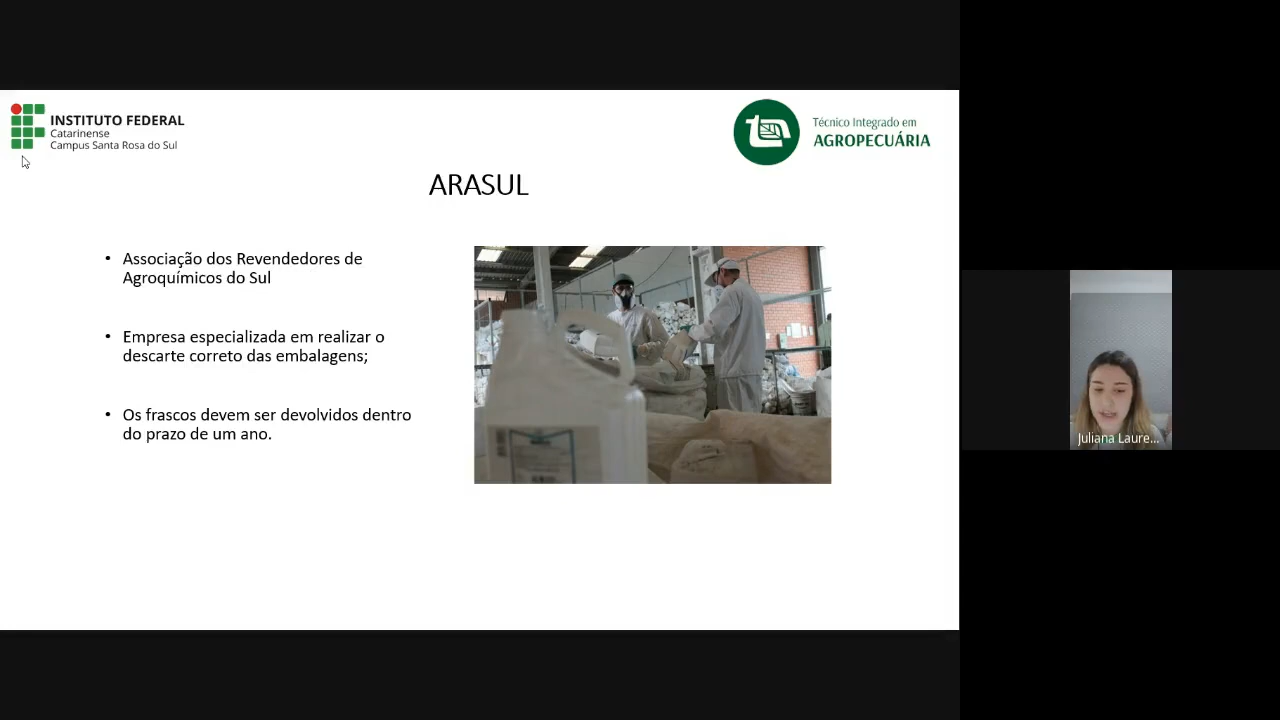 INSTITUTO FEDERAL
Catarinense
Campus Santa Rosa do Sul
Técnico Integrado em
AGROPECUÁRIA
ARASUL
• Associação dos Revendedores de
Agroquímicos do Sul
• Empresa especializada em realizar o
descarte correto das embalagens;
• Os frascos devem ser devolvidos dentro
do prazo de um ano.
Juliana Laure...